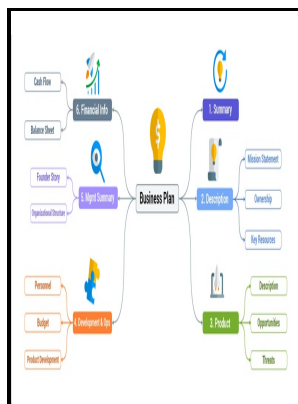 Business Plan
1. Summary
2. Description
Mission Statement
Ownership
Key Resources
3. Product
Description
Opportunities
Threats
4. Development & Ops
Personnel
Budget
Product Development
5. Mgmt Summary
Founder Story
Organizational Structure
6. Financial Info
Cash Flow
Balance Sheet